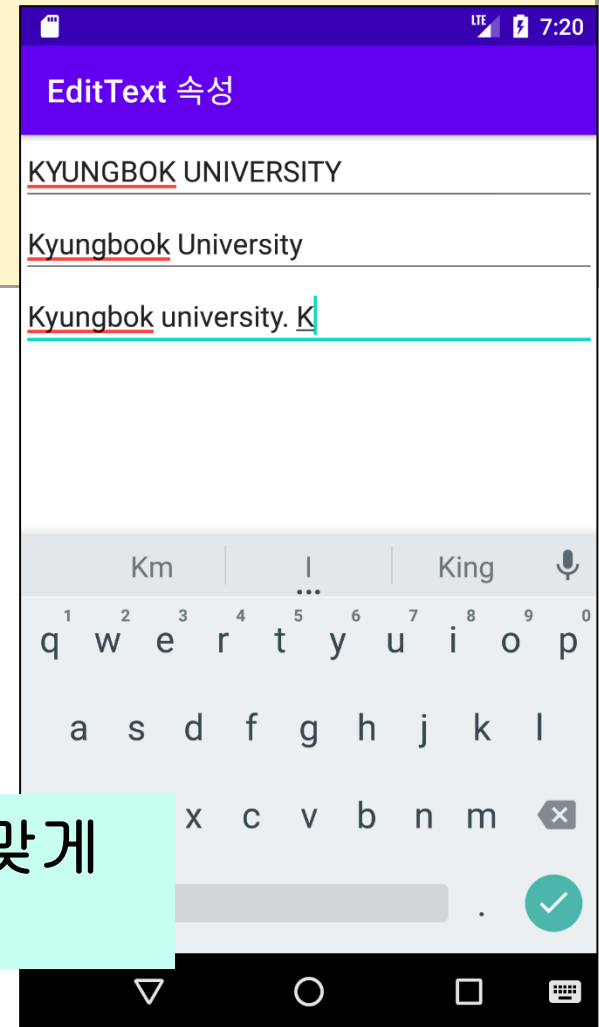 LTE 7:20
EditText 속성
KYUNGBOK UNIVERSITY
Kyungbook University
Kyungbok university. K
Km I King
1 2 3 4 5 6 7 8 9 0
q w e r t y u i o p
a s d f g h j k l
x c v b n m
맞게
.